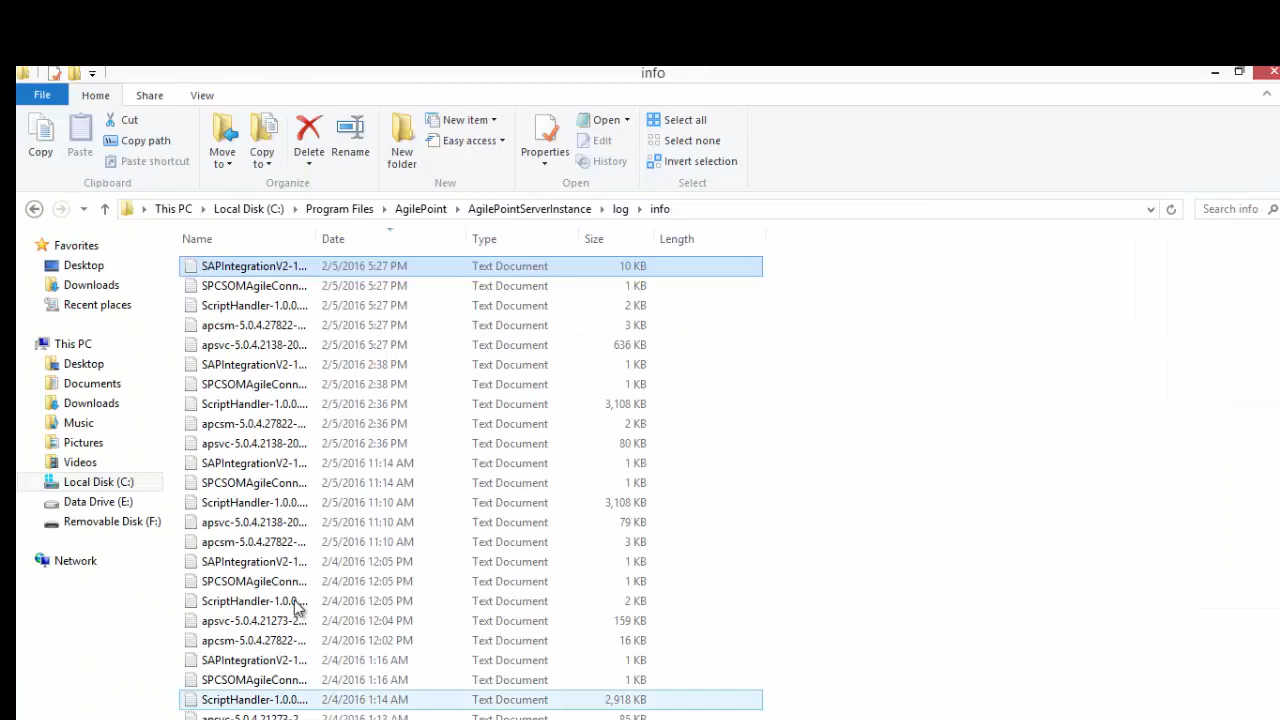 info
File Home Share View
Copy Paste Cut Copy path Paste shortcut Move to Copy to Delete Rename New folder New item Easy access Properties Open Edit History Select all Select none Invert selection
Clipboard Organize New Open Select
This PC Local Disk (C:) Program Files AgilePoint AgilePointServerInstance log info Search info
Favorites
Desktop
Downloads
Recent places
This PC
Desktop
Documents
Downloads
Music
Pictures
Videos
Local Disk (C:)
Data Drive (E:)
Removable Disk (F:)
Network
Name Date Type Size Length
SAPIntegrationV2-1... 2/5/2016 5:27 PM Text Document 10 KB
SPCSOMAgileConn... 2/5/2016 5:27 PM Text Document 1 KB
ScriptHandler-1.0.0.... 2/5/2016 5:27 PM Text Document 2 KB
apcsm-5.0.4.27822-... 2/5/2016 5:27 PM Text Document 3 KB
apsvc-5.0.4.2138-20... 2/5/2016 5:27 PM Text Document 636 KB
SAPIntegrationV2-1... 2/5/2016 2:38 PM Text Document 1 KB
SPCSOMAgileConn... 2/5/2016 2:38 PM Text Document 1 KB
ScriptHandler-1.0.0.... 2/5/2016 2:36 PM Text Document 3,108 KB
apcsm-5.0.4.27822-... 2/5/2016 2:36 PM Text Document 2 KB
apsvc-5.0.4.2138-20... 2/5/2016 2:36 PM Text Document 80 KB
SAPIntegrationV2-1... 2/5/2016 11:14 AM Text Document 1 KB
SPCSOMAgileConn... 2/5/2016 11:14 AM Text Document 1 KB
ScriptHandler-1.0.0.... 2/5/2016 11:10 AM Text Document 3,108 KB
apsvc-5.0.4.2138-20... 2/5/2016 11:10 AM Text Document 79 KB
apcsm-5.0.4.27822-... 2/5/2016 11:10 AM Text Document 3 KB
SAPIntegrationV2-1... 2/4/2016 12:05 PM Text Document 1 KB
SPCSOMAgileConn... 2/4/2016 12:05 PM Text Document 1 KB
ScriptHandler-1.0.0.... 2/4/2016 12:05 PM Text Document 2 KB
apsvc-5.0.4.21273-2... 2/4/2016 12:04 PM Text Document 159 KB
apcsm-5.0.4.27822-... 2/4/2016 12:02 PM Text Document 16 KB
SAPIntegrationV2-1... 2/4/2016 1:16 AM Text Document 1 KB
SPCSOMAgileConn... 2/4/2016 1:16 AM Text Document 1 KB
ScriptHandler-1.0.0.... 2/4/2016 1:14 AM Text Document 2,918 KB
apsvc-5.0.4.21273-2... 2/4/2016 1:13 AM Text Document 85 KB